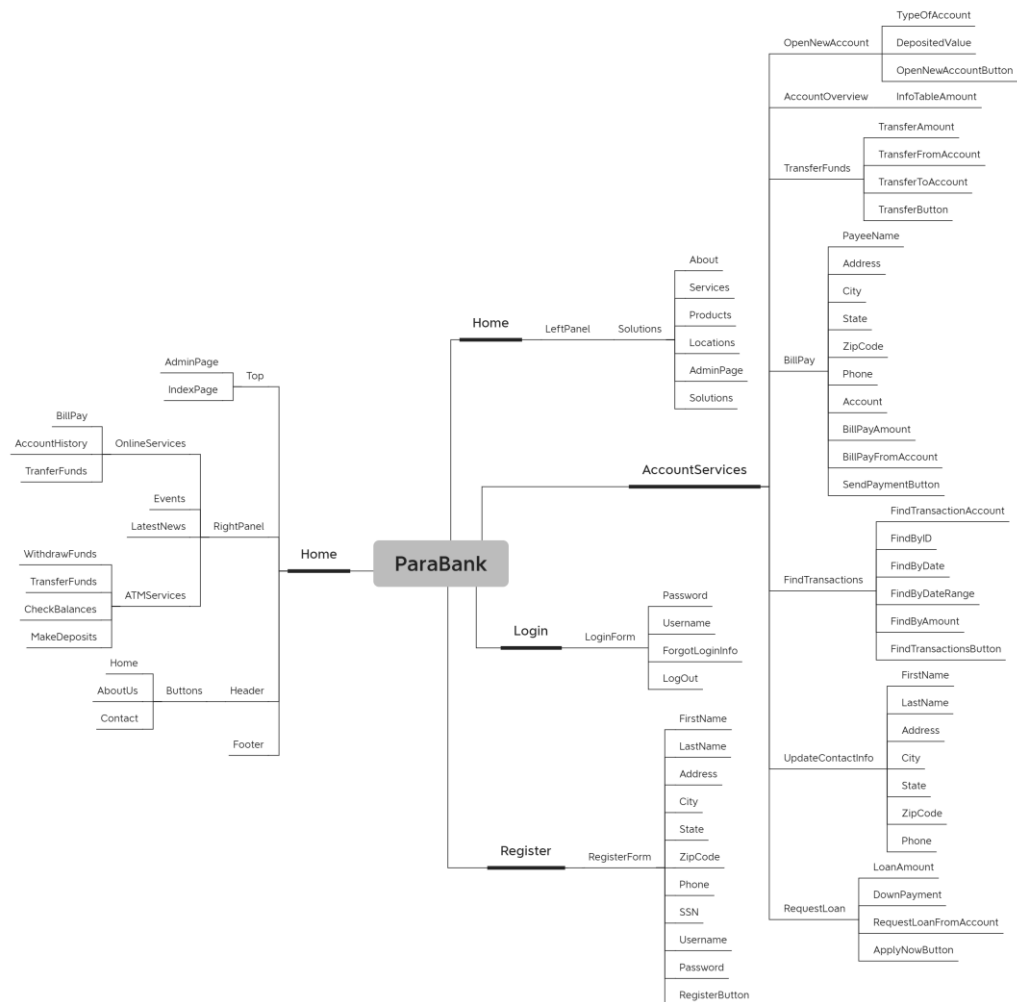 ParaBank
Home
LeftPanel
Solutions
About
Services
Products
Locations
AdminPage
Solutions
AccountServices
OpenNewAccount
TypeOfAccount
DepositedValue
OpenNewAccountButton
AccountOverview
InfoTableAmount
TransferFunds
TransferAmount
TransferFromAccount
TransferToAccount
TransferButton
BillPay
PayeeName
Address
City
State
ZipCode
Phone
Account
BillPayAmount
BillPayFromAccount
SendPaymentButton
FindTransactions
FindTransactionAccount
FindByID
FindByDate
FindByDateRange
FindByAmount
FindTransactionsButton
UpdateContactInfo
FirstName
LastName
Address
City
State
ZipCode
Phone
RequestLoan
LoanAmount
DownPayment
RequestLoanFromAccount
ApplyNowButton
Login
LoginForm
Password
Username
ForgotLoginInfo
LogOut
Register
RegisterForm
FirstName
LastName
Address
City
State
ZipCode
Phone
SSN
Username
Password
RegisterButton
Home
Top
AdminPage
IndexPage
RightPanel
OnlineServices
BillPay
AccountHistory
TranferFunds
Events
LatestNews
ATMServices
WithdrawFunds
TransferFunds
CheckBalances
MakeDeposits
Header
Buttons
Home
AboutUs
Contact
Footer